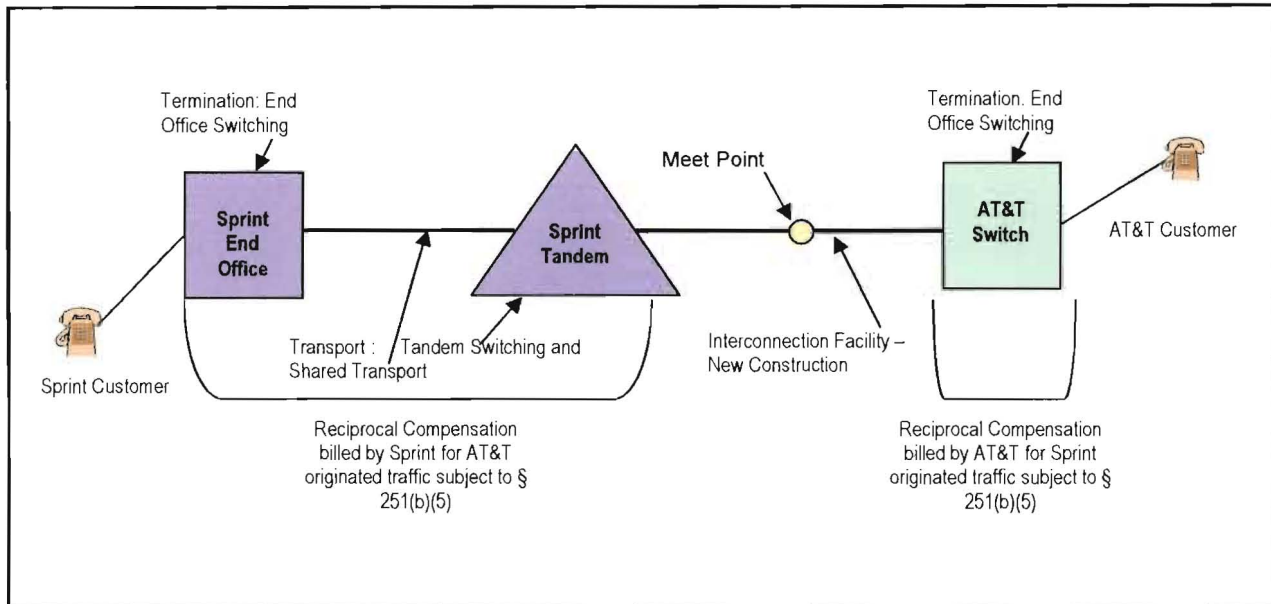 Termination: End
Office Switching
Termination. End
Office Switching
Meet Point
Sprint
End
Office
Sprint
Tandem
AT&T
Switch
AT&T Customer
Sprint Customer
Transport : Tandem Switching and
Shared Transport
Interconnection Facility –
New Construction
Reciprocal Compensation
billed by Sprint for AT&T
originated traffic subject to §
251(b)(5)
Reciprocal Compensation
billed by AT&T for Sprint
originated traffic subject to §
251(b)(5)